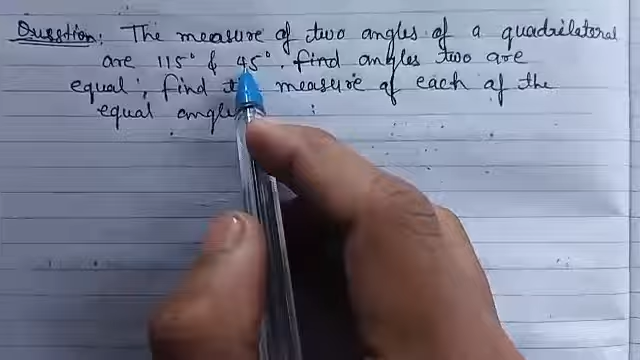 Question: The measure of two angles of a quadrilateral
are 115° & 45°. find angles two are
equal, find measure of each of the
equal angle